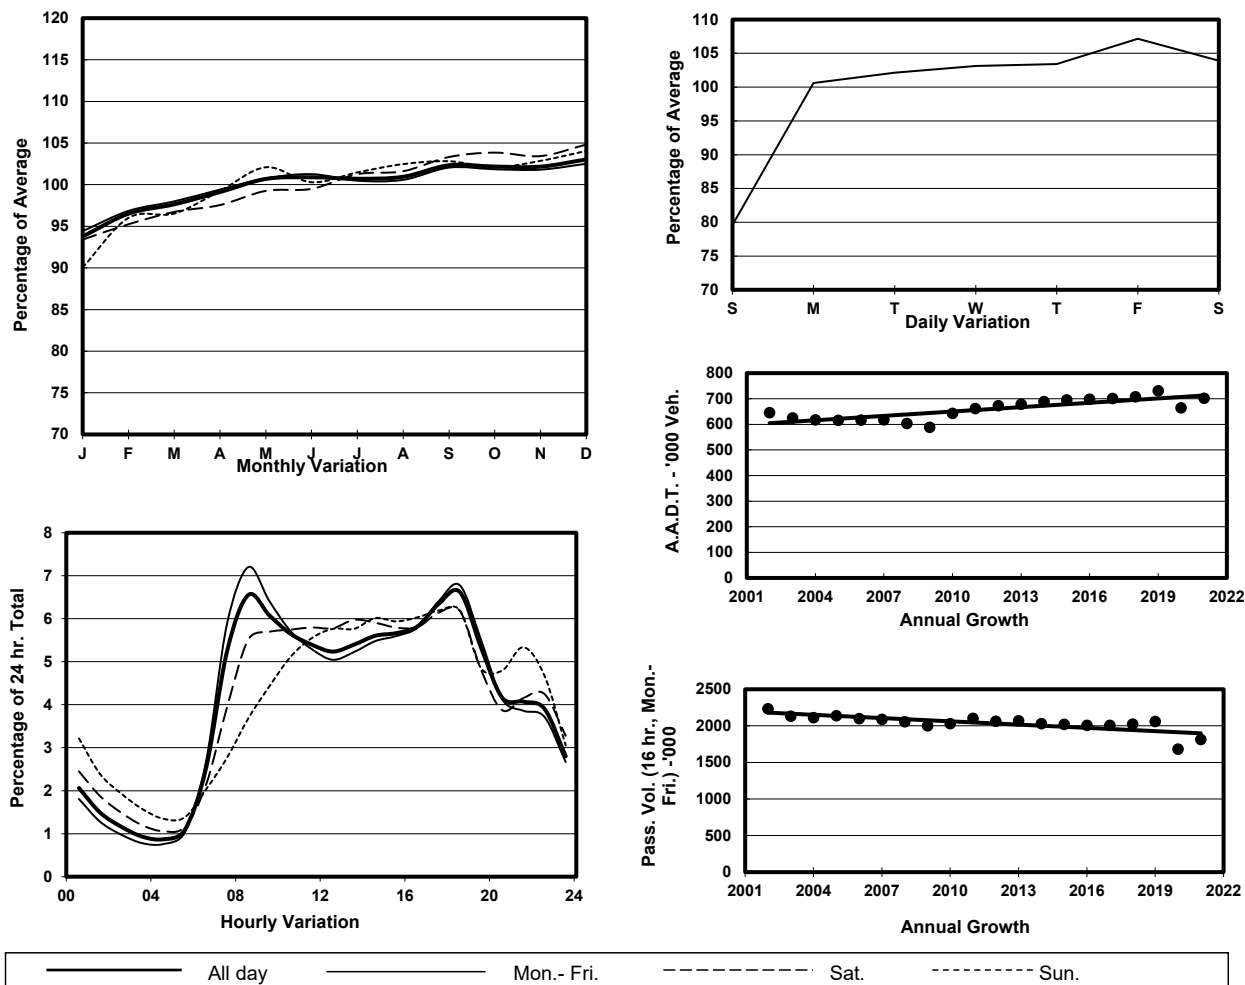 120
115
110
105
100
95
90
85
80
75
70
Percentage of Average
J F M A M J J A S O N D
Monthly Variation
110
105
100
95
90
85
80
75
70
Percentage of Average
S M T W T F S
Daily Variation
800
700
600
500
400
300
200
100
0
A.A.D.T. - '000 Veh.
2001 2004 2007 2010 2013 2016 2019 2022
Annual Growth
8
7
6
5
4
3
2
1
0
Percentage of 24 hr. Total
00 04 08 12 16 20 24
Hourly Variation
2500
2000
1500
1000
500
0
Pass. Vol. (16 hr., Mon.-
Fri.) -'000
2001 2004 2007 2010 2013 2016 2019 2022
Annual Growth
All day Mon.- Fri. Sat. Sun.